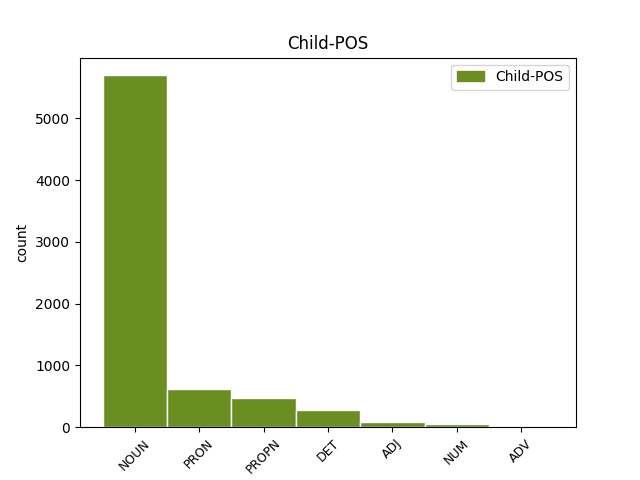 Child-POS
Child-POS
count
5000
4000
3000
2000
1000
0
NOUN PRON PROPN DET ADJ NUM ADV